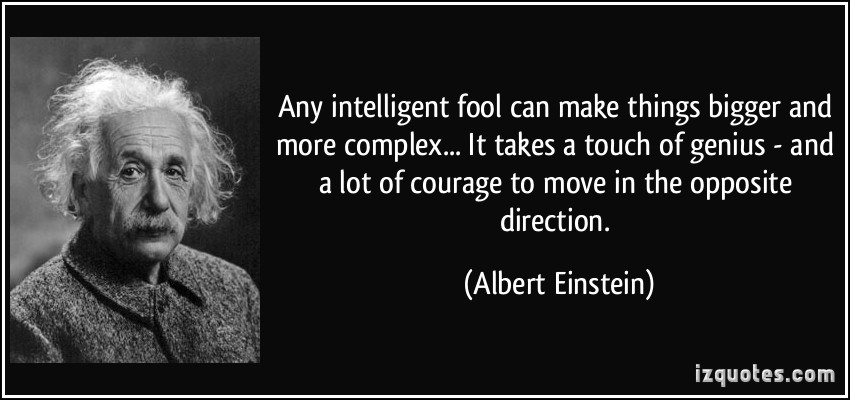 Any intelligent fool can make things bigger and
more complex... It takes a touch of genius - and
a lot of courage to move in the opposite
direction.
(Albert Einstein)
izquotes.com